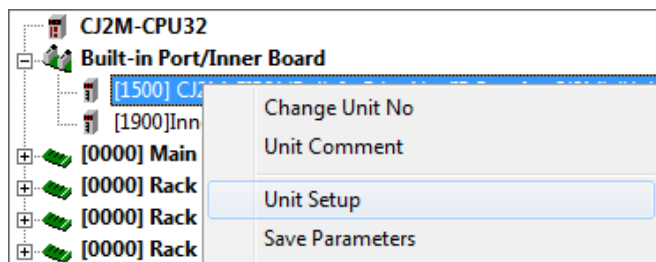 CJ2M-CPU32
Built-in Port/Inner Board
[1500]
[1900]Inn
[0000] Main
[0000] Rack
[0000] Rack
[0000] Rack
Change Unit No
Unit Comment
Unit Setup
Save Parameters